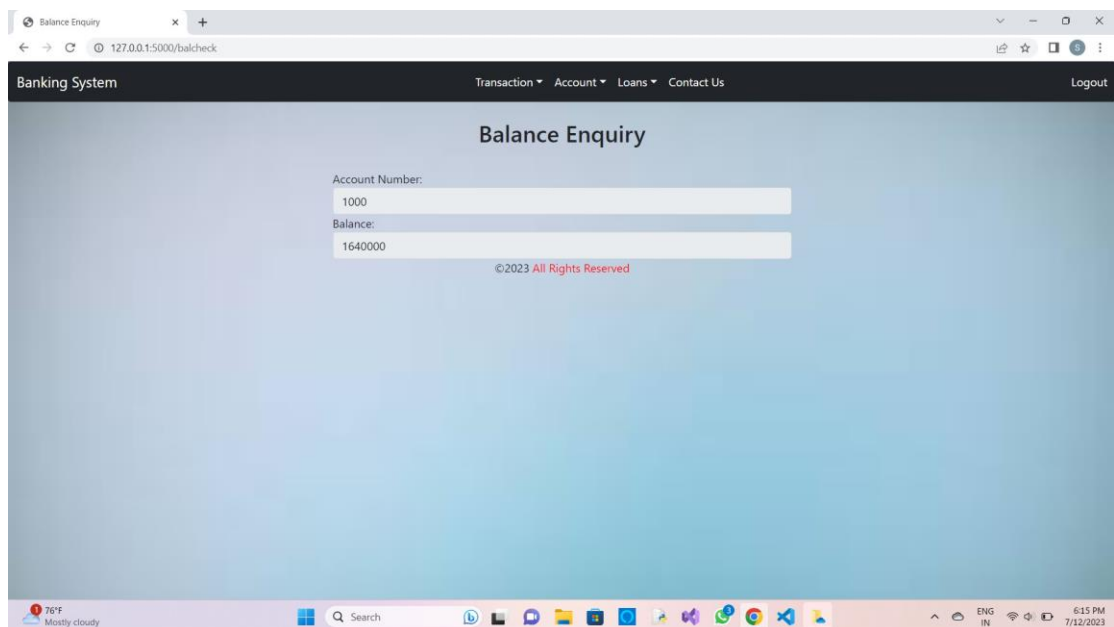 Balance Enquiry
127.0.0.1:5000/balcheck
S
Banking System Transaction Account Loans Contact Us Logout
Balance Enquiry
Account Number:
1000
Balance:
1640000
©2023 All Rights Reserved
1
76°F
Mostly cloudy
Search
b
3
ENG
IN
6:15 PM
7/12/2023